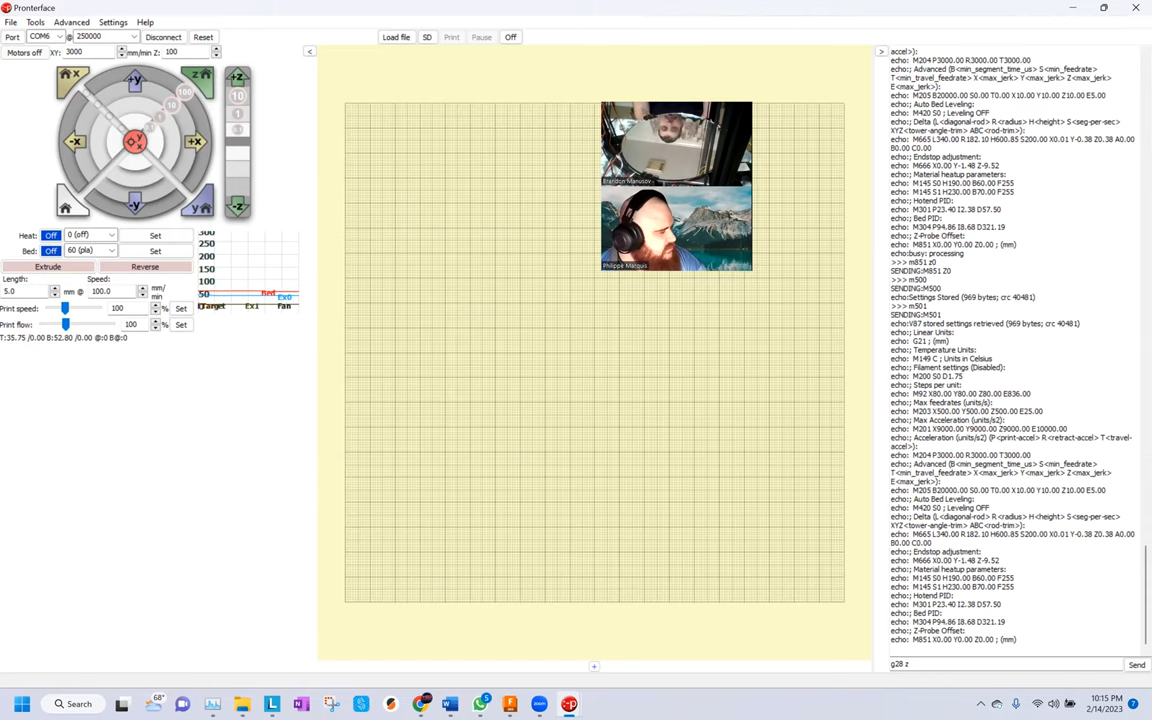 Pronterface
File Tools Advanced Settings Help
Port COM6 @ 250000 Disconnect Reset
Load file SD Print Pause Off
Motors off XY: 3000 mm/min Z: 100
x z
+y
100
10
1
0.1
-x y x +x
-y
y
+z
10
1
0.1
-z
Heat: Off 0 (off) Set
Bed: Off 60 (pla) Set
Extrude Reverse
Length: Speed:
5.0 mm @ 100.0 mm/
min
Print speed: 100 % Set
Print flow: 100 % Set
T:35.75 /0.00 B:52.80 /0.00 @:0 B@:0
300
250
200
150
100
50 Bed Ex0
Target Ex1 Fan
<
Brandon Manusov
Philippe Marquis
+
>
accel>):
echo: M204 P3000.00 R3000.00 T3000.00
echo:; Advanced (B<min_segment_time_us> S<min_feedrate>
T<min_travel_feedrate> X<max_jerk> Y<max_jerk> Z<max_jerk>
E<max_jerk>):
echo: M205 B20000.00 S0.00 T0.00 X10.00 Y10.00 Z10.00 E5.00
echo:; Auto Bed Leveling:
echo: M420 S0 ; Leveling OFF
echo:; Delta (L<diagonal-rod> R<radius> H<height> S<seg-per-sec>
XYZ<tower-angle-trim> ABC<rod-trim>):
echo: M665 L340.00 R182.10 H600.85 S200.00 X0.01 Y-0.38 Z0.38 A0.00
B0.00 C0.00
echo:; Endstop adjustment:
echo: M666 X0.00 Y-1.48 Z-9.52
echo:; Material heatup parameters:
echo: M145 S0 H190.00 B60.00 F255
echo: M145 S1 H230.00 B70.00 F255
echo:; Hotend PID:
echo: M301 P23.40 I2.38 D57.50
echo:; Bed PID:
echo: M304 P94.86 I8.68 D321.19
echo:; Z-Probe Offset:
echo: M851 X0.00 Y0.00 Z0.00 ; (mm)
echo:busy: processing
>>> m851 z0
SENDING:M851 Z0
>>> m500
SENDING:M500
echo:Settings Stored (969 bytes; crc 40481)
>>> m501
SENDING:M501
echo:V87 stored settings retrieved (969 bytes; crc 40481)
echo:; Linear Units:
echo: G21 ; (mm)
echo:; Temperature Units:
echo: M149 C ; Units in Celsius
echo:; Filament settings (Disabled):
echo: M200 S0 D1.75
echo:; Steps per unit:
echo: M92 X80.00 Y80.00 Z80.00 E836.00
echo:; Max feedrates (units/s):
echo: M203 X500.00 Y500.00 Z500.00 E25.00
echo:; Max Acceleration (units/s2):
echo: M201 X9000.00 Y9000.00 Z9000.00 E10000.00
echo:; Acceleration (units/s2) (P<print-accel> R<retract-accel> T<travel-
accel>):
echo: M204 P3000.00 R3000.00 T3000.00
echo:; Advanced (B<min_segment_time_us> S<min_feedrate>
T<min_travel_feedrate> X<max_jerk> Y<max_jerk> Z<max_jerk>
E<max_jerk>):
echo: M205 B20000.00 S0.00 T0.00 X10.00 Y10.00 Z10.00 E5.00
echo:; Auto Bed Leveling:
echo: M420 S0 ; Leveling OFF
echo:; Delta (L<diagonal-rod> R<radius> H<height> S<seg-per-sec>
XYZ<tower-angle-trim> ABC<rod-trim>):
echo: M665 L340.00 R182.10 H600.85 S200.00 X0.01 Y-0.38 Z0.38 A0.00
B0.00 C0.00
echo:; Endstop adjustment:
echo: M666 X0.00 Y-1.48 Z-9.52
echo:; Material heatup parameters:
echo: M145 S0 H190.00 B60.00 F255
echo: M145 S1 H230.00 B70.00 F255
echo:; Hotend PID:
echo: M301 P23.40 I2.38 D57.50
echo:; Bed PID:
echo: M304 P94.86 I8.68 D321.19
echo:; Z-Probe Offset:
echo: M851 X0.00 Y0.00 Z0.00 ; (mm)
g28 z Send
Search 68° 5
10:15 PM
2/14/2023 7